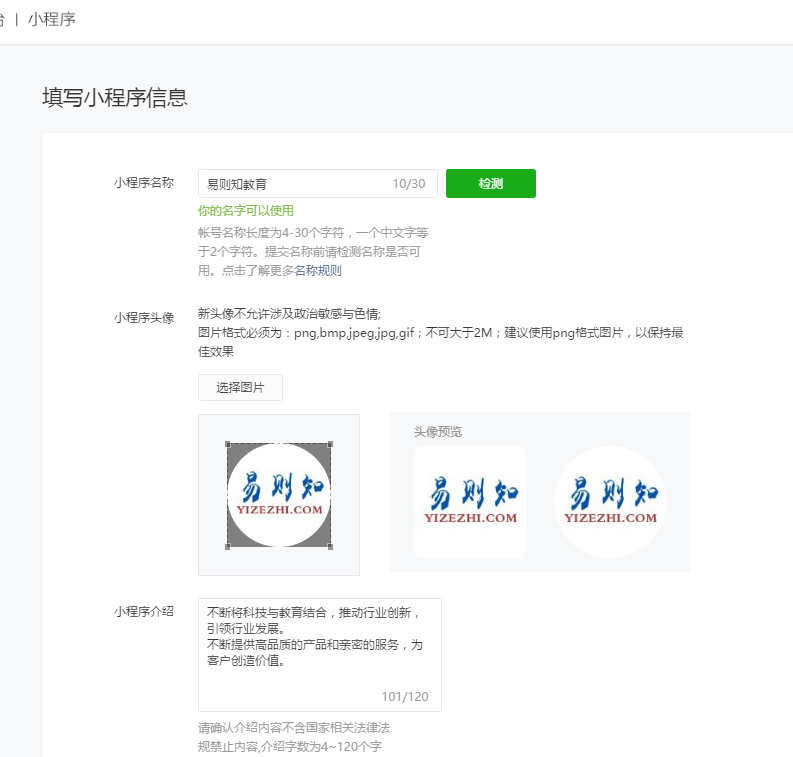 台 | 小程序
填写小程序信息
小程序名称
易则知教育
10/30
检测
你的名字可以使用
帐号名称长度为4-30个字符，一个中文字等
于2个字符。提交名称前请检测名称是否可
用。点击了解更多名称规则
小程序头像
新头像不允许涉及政治敏感与色情;
图片格式必须为：png,bmp,jpeg,jpg,gif；不可大于2M；建议使用png格式图片，以保持最
佳效果
选择图片
易则知
YIZEZHI.COM
头像预览
易则知
YIZEZHI.COM
易则知
YIZEZHI.COM
小程序介绍
不断将科技与教育结合，推动行业创新，
引领行业发展。
不断提供高品质的产品和亲密的服务，为
客户创造价值。
101/120
请确认介绍内容不含国家相关法律法
规禁止内容,介绍字数为4~120个字